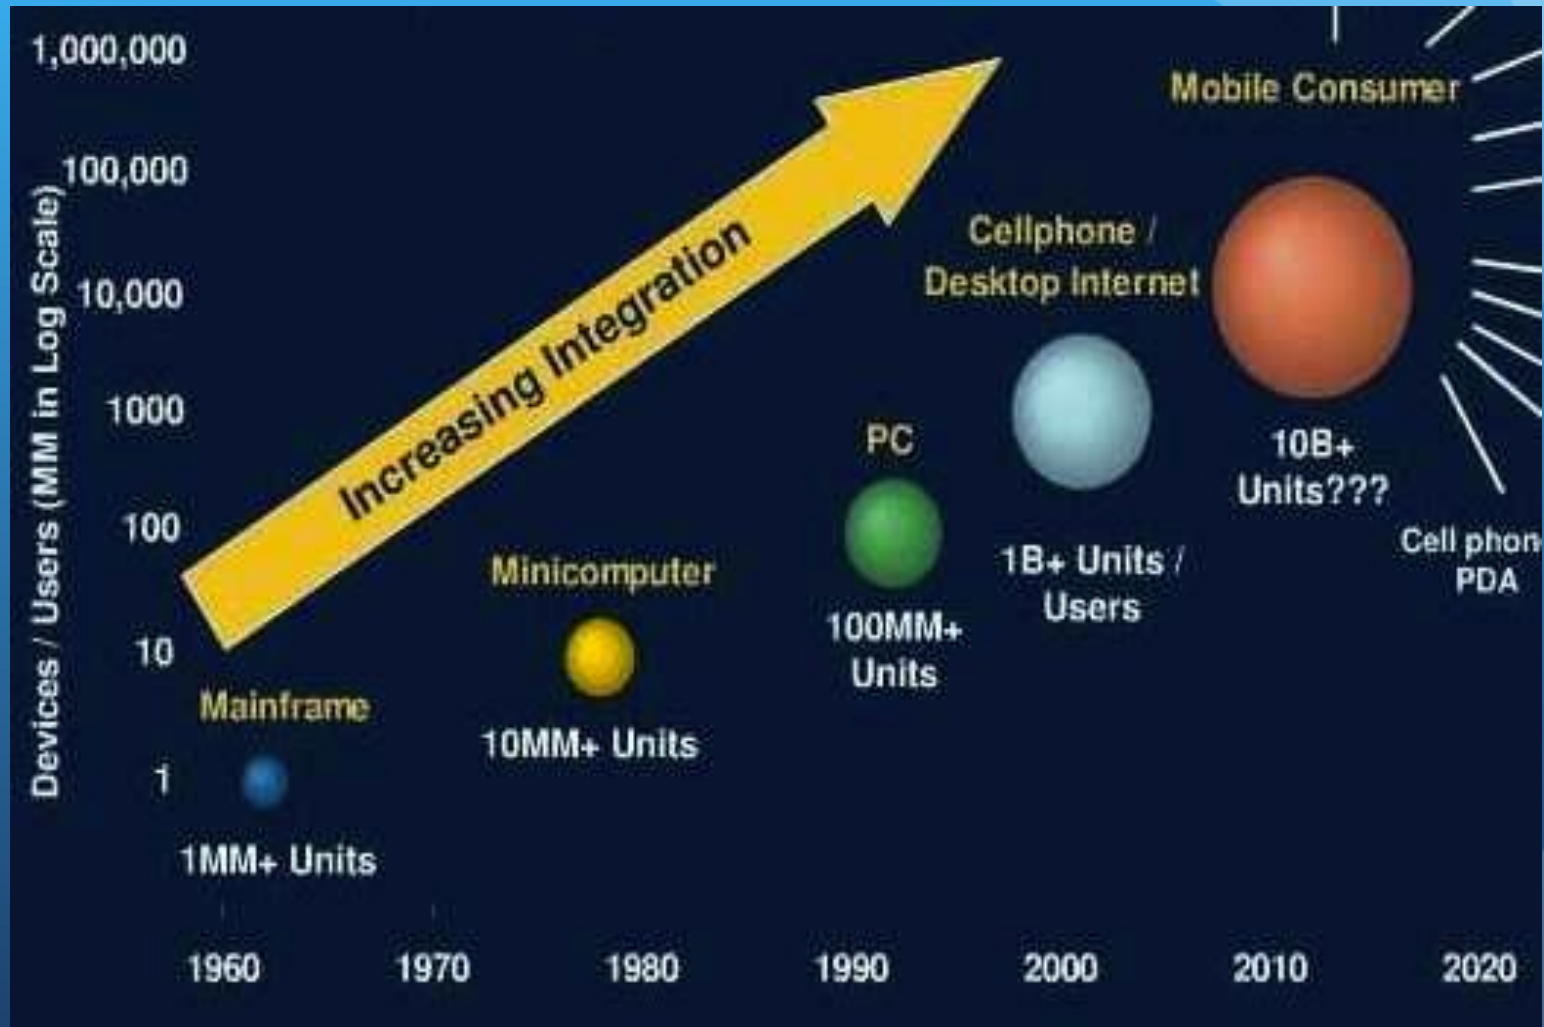 1,000,000
100,000
10,000
1000
100
10
1
Devices / Users (MM in Log Scale)
Increasing Integration
Mainframe
1MM+ Units
Minicomputer
10MM+ Units
PC
100MM+
Units
Cellphone /
Desktop Internet
1B+ Units /
Users
Mobile Consumer
10B+
Units???
Cell phon
PDA
1960
1970
1980
1990
2000
2010
2020